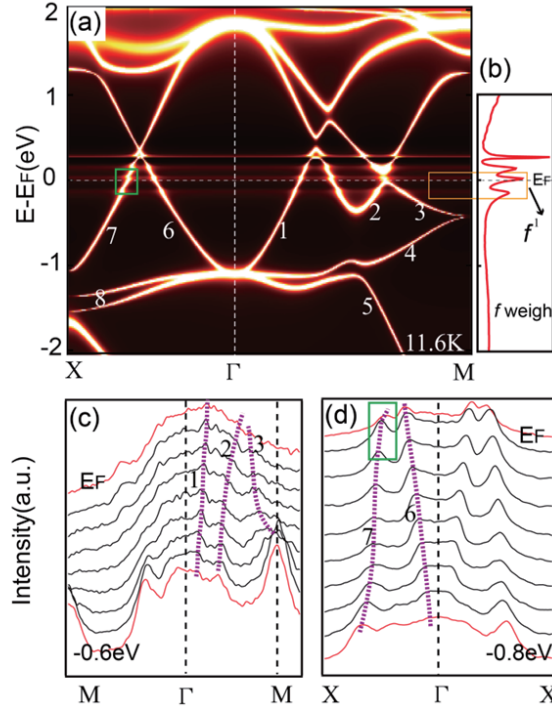 (a)
2
1
0
-1
-2
E-EF(eV)
7
6
1
2
3
4
5
8
11.6K
X
Γ
M
(b)
EF
f¹
f weigh
(c)
EF
1
2
3
-0.6eV
M
Γ
M
(d)
EF
7
6
-0.8eV
X
Γ
X
Intensity(a.u.)